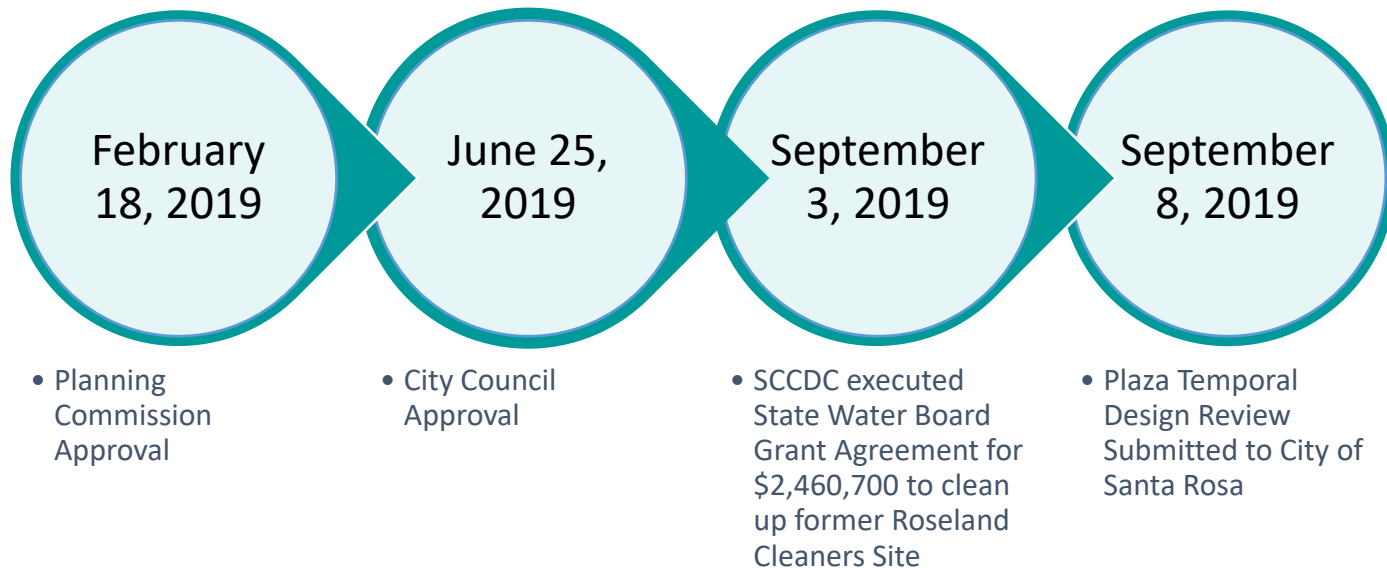 February
18, 2019
June 25,
2019
September
3, 2019
September
8, 2019
• Planning
Commission
Approval
• City Council
Approval
• SCCDC executed
State Water Board
Grant Agreement for
$2,460,700 to clean
up former Roseland
Cleaners Site
• Plaza Temporal
Design Review
Submitted to City of
Santa Rosa